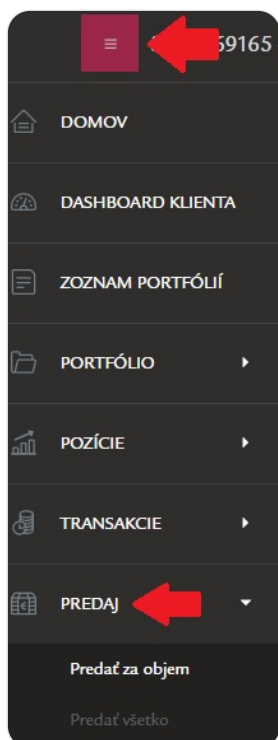 59165
DOMOV
DASHBOARD KLIENTA
ZOZNAM PORTFÓLIÍ
PORTFÓLIO
POZÍCIE
TRANSAKCIE
PREDAJ
Predať za objem
Predať všetko